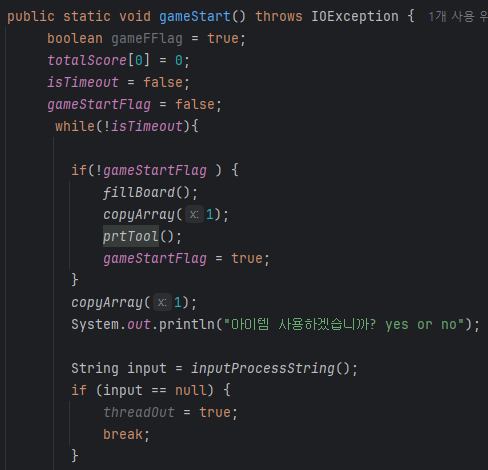 public static void gameStart() throws IOException { 1개 사용 위
boolean gameFFlag = true;
totalScore[0] = 0;
isTimeout = false;
gameStartFlag = false;
while(!isTimeout){
if(!gameStartFlag ) {
fillBoard();
copyArray( x: 1);
prtTool();
gameStartFlag = true;
}
copyArray( x: 1);
System.out.println("아이템 사용하겠습니까? yes or no");
String input = inputProcessString();
if (input == null) {
threadOut = true;
break;
}